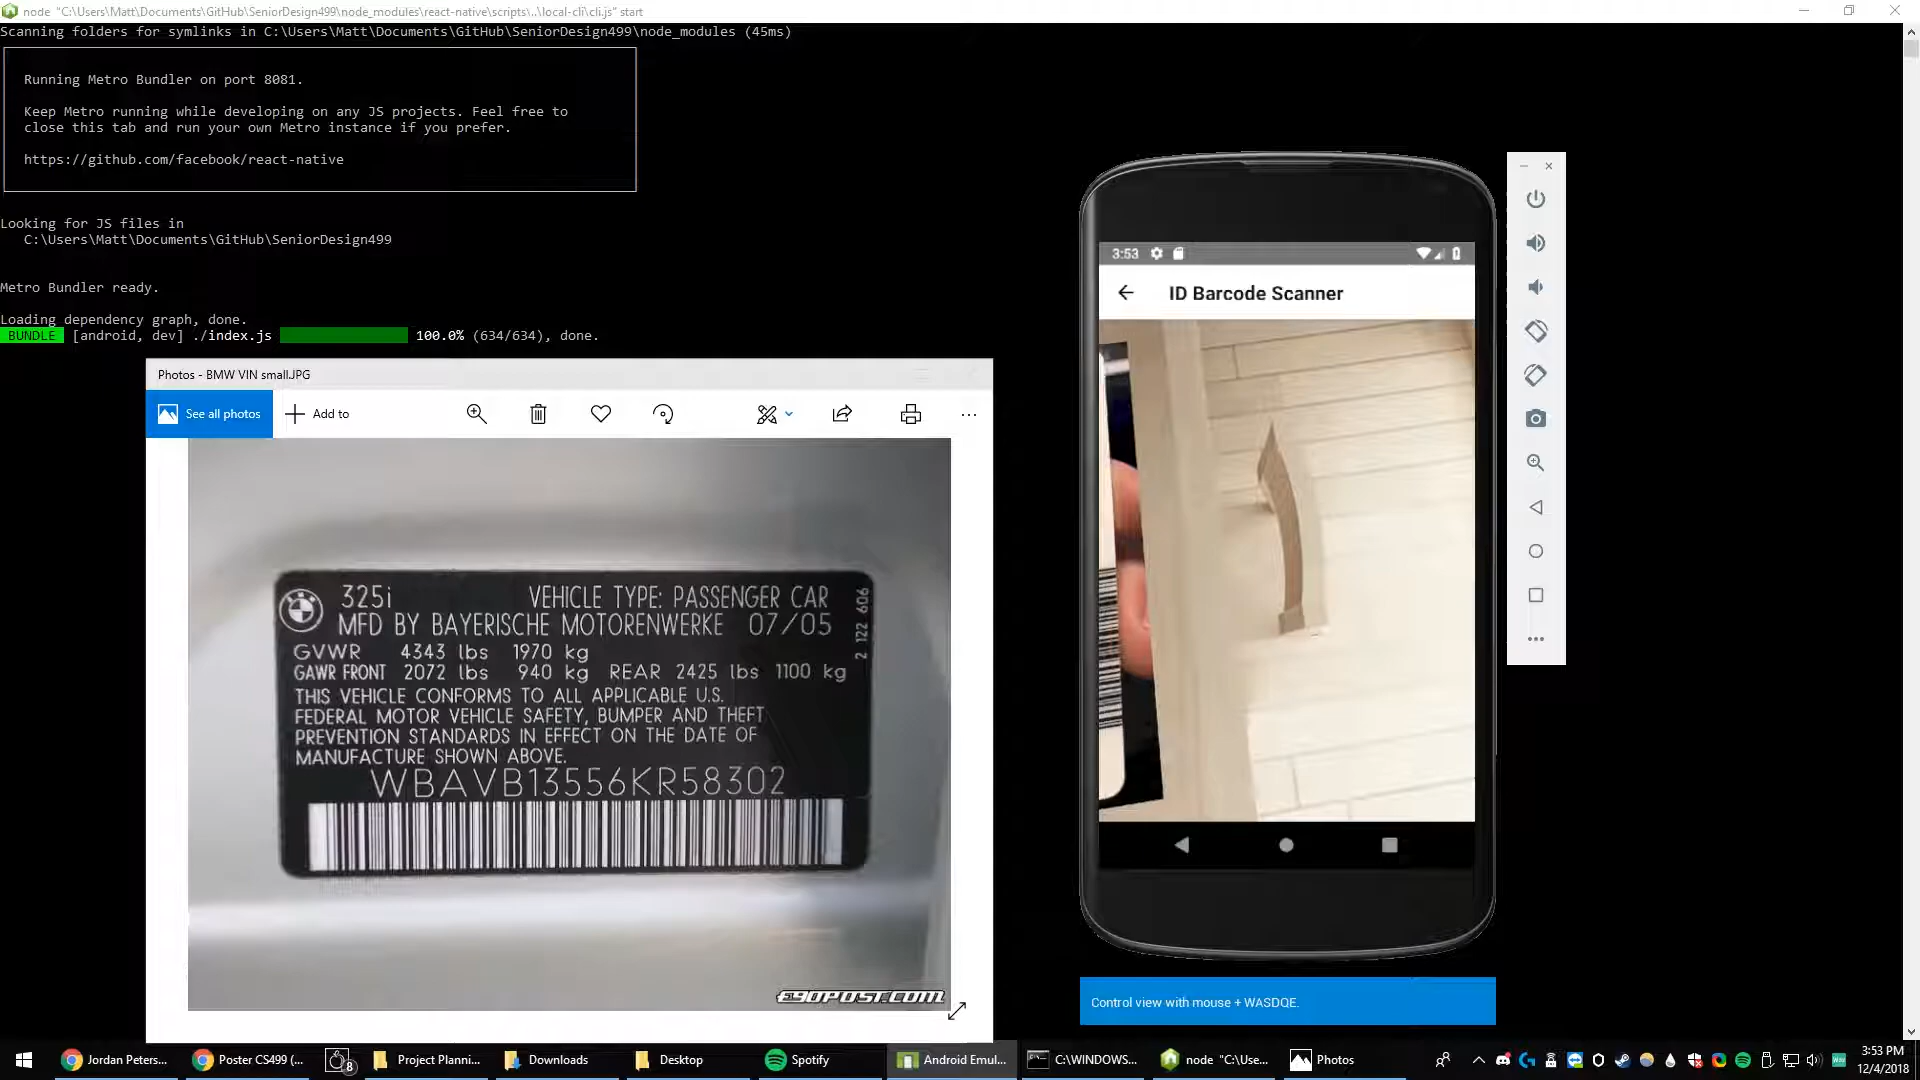 node "C:\Users\Matt\Documents\GitHub\SeniorDesign499\node_modules\react-native\scripts\..\local-cli\cli.js" start
Scanning folders for symlinks in C:\Users\Matt\Documents\GitHub\SeniorDesign499\node_modules (45ms)
Running Metro Bundler on port 8081.
Keep Metro running while developing on any JS projects. Feel free to
close this tab and run your own Metro instance if you prefer.
https://github.com/facebook/react-native
Looking for JS files in
C:\Users\Matt\Documents\GitHub\SeniorDesign499
Metro Bundler ready.
Loading dependency graph, done.
BUNDLE [android, dev] ./index.js 100.0% (634/634), done.
Photos - BMW VIN small.JPG
See all photos
Add to
325i VEHICLE TYPE: PASSENGER CAR
MFD BY BAYERISCHE MOTORENWERKE 07/05
GVWR 4343 lbs 1970 kg
GAWR FRONT 2072 lbs 940 kg REAR 2425 lbs 1100 kg
THIS VEHICLE CONFORMS TO ALL APPLICABLE U.S.
FEDERAL MOTOR VEHICLE SAFETY, BUMPER AND THEFT
PREVENTION STANDARDS IN EFFECT ON THE DATE OF
MANUFACTURE SHOWN ABOVE.
WBAVB13556KR58302
2 122 606
E90POST.COM
3:53
ID Barcode Scanner
Control view with mouse + WASDQE.
Jordan Peters...
Poster CS499 (...
8
Project Planni...
Downloads
Desktop
Spotify
Android Emul...
C:\WINDOWS...
node "C:\Use...
Photos
3:53 PM
12/4/2018